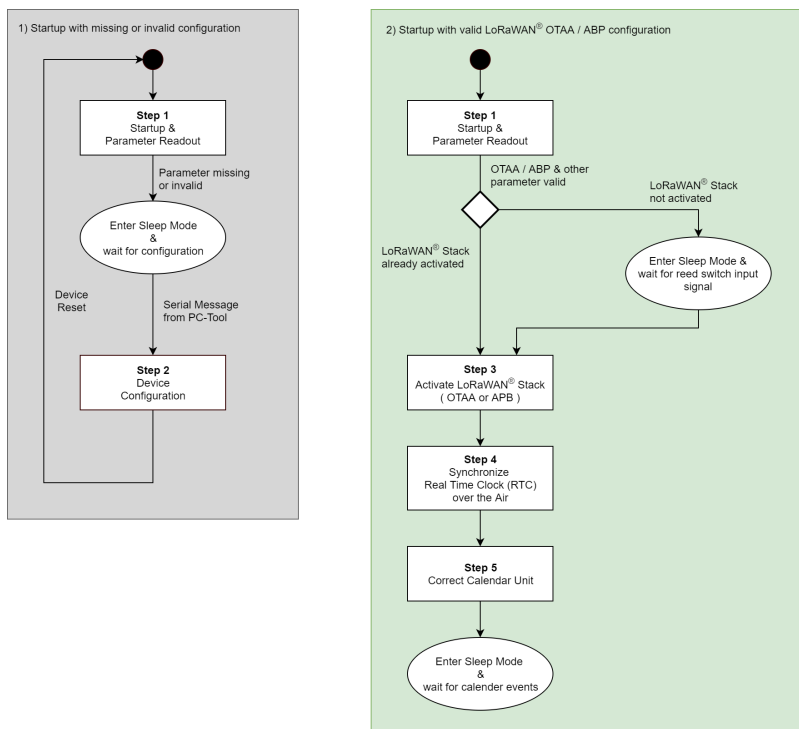 1) Startup with missing or invalid configuration
Step 1
Startup &
Parameter Readout
Parameter missing
or invalid
Enter Sleep Mode
&
wait for configuration
Device
Reset
Serial Message
from PC-Tool
Step 2
Device
Configuration
2) Startup with valid LoRaWAN® OTAA / ABP configuration
Step 1
Startup &
Parameter Readout
OTAA / ABP & other
parameter valid
LoRaWAN® Stack
not activated
LoRaWAN® Stack
already activated
Enter Sleep Mode &
wait for reed switch input
signal
Step 3
Activate LoRaWAN® Stack
( OTAA or APB )
Step 4
Synchronize
Real Time Clock (RTC)
over the Air
Step 5
Correct Calendar Unit
Enter Sleep Mode
&
wait for calender events